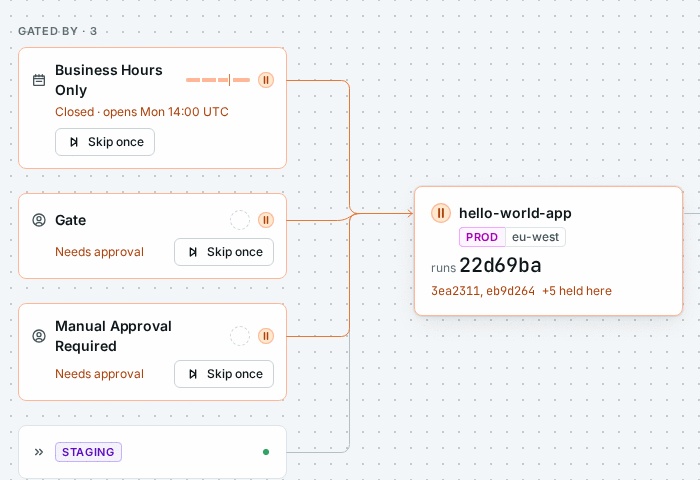 GATED BY · 3
Business Hours
Only
Closed · opens Mon 14:00 UTC
Skip once
Gate
Needs approval
Skip once
Manual Approval
Required
Needs approval
Skip once
STAGING
hello-world-app
PROD eu-west
runs 22d69ba
3ea2311, eb9d264 +5 held here